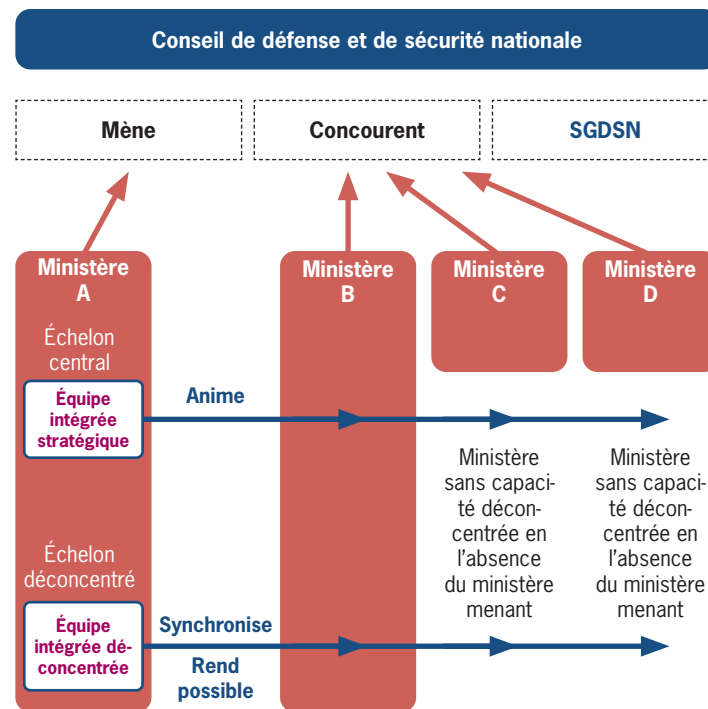 Conseil de défense et de sécurité nationale
Mène
Concourent
SGDSN
Ministère
A
Ministère
B
Ministère
C
Ministère
D
Échelon
central
Équipe
intégrée
stratégique
Anime
Ministère
sans capaci-
té décon-
centrée en
l'absence
du ministère
menant
Ministère
sans capaci-
té décon-
centrée en
l'absence
du ministère
menant
Échelon
déconcentré
Équipe
intégrée dé-
concentrée
Synchronise
Rend
possible